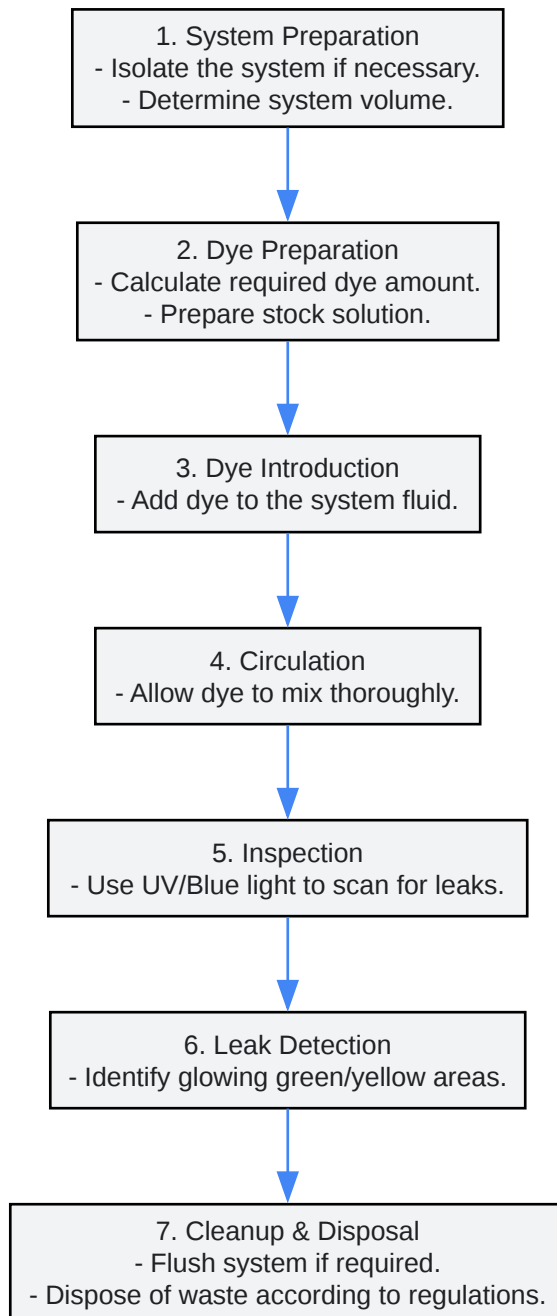 1. System Preparation
- Isolate the system if necessary.
- Determine system volume.
2. Dye Preparation
- Calculate required dye amount.
- Prepare stock solution.
3. Dye Introduction
- Add dye to the system fluid.
4. Circulation
- Allow dye to mix thoroughly.
5. Inspection
- Use UV/Blue light to scan for leaks.
6. Leak Detection
- Identify glowing green/yellow areas.
7. Cleanup & Disposal
- Flush system if required.
- Dispose of waste according to regulations.